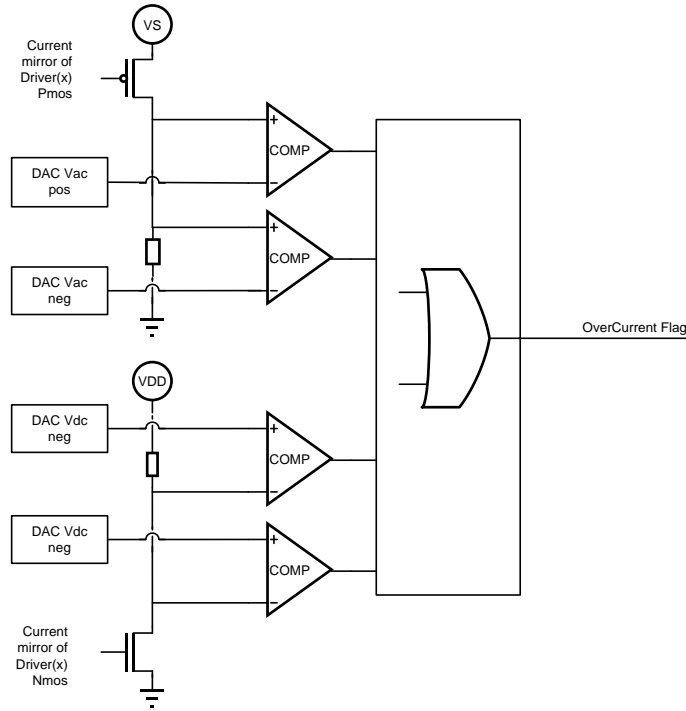 VS
Current
mirror of
Driver(x)
Pmos
+
COMP
−
DAC Vac
pos
+
COMP
−
DAC Vac
neg
OverCurrent Flag
VDD
DAC Vdc
neg
+
COMP
−
DAC Vdc
neg
+
COMP
−
Current
mirror of
Driver(x)
Nmos